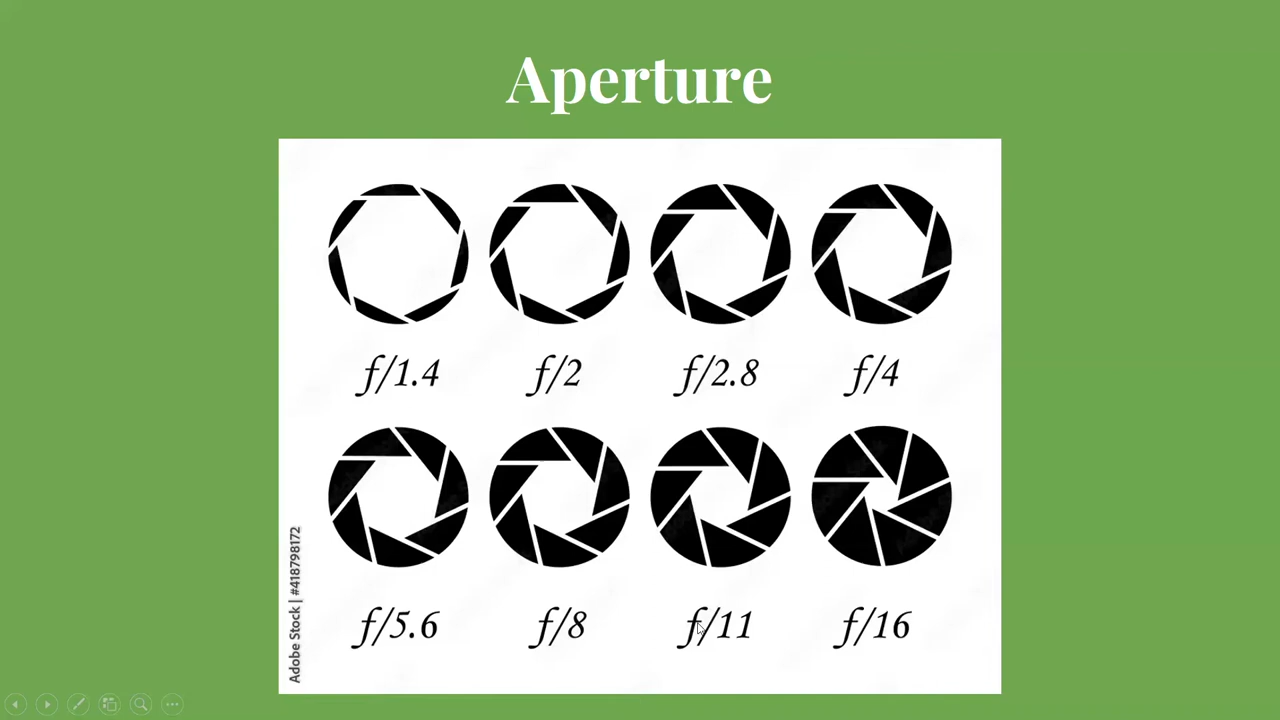 Aperture
f/1.4
f/2
f/2.8
f/4
f/5.6
f/8
f/11
f/16
Adobe Stock | #418798172